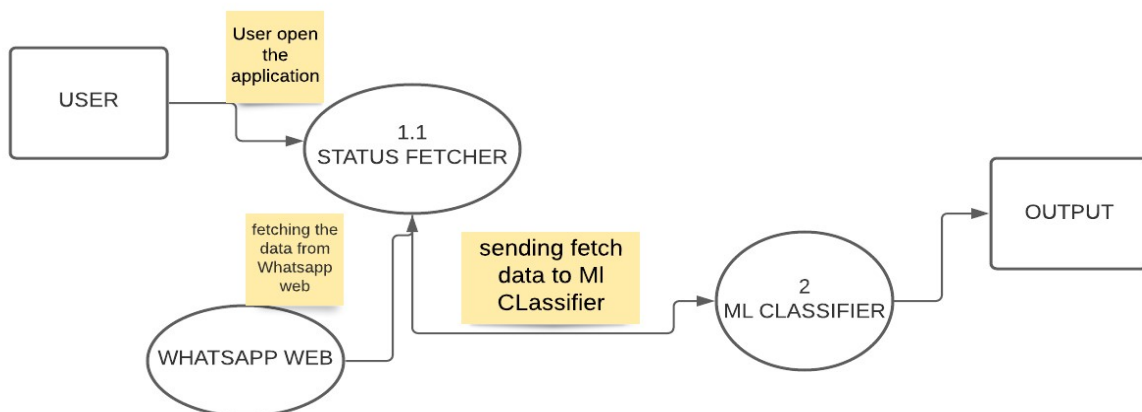 User open
the
application
USER
1.1
STATUS FETCHER
fetching the
data from
Whatsapp
web
sending fetch
data to Ml
CLassifier
2
ML CLASSIFIER
OUTPUT
WHATSAPP WEB